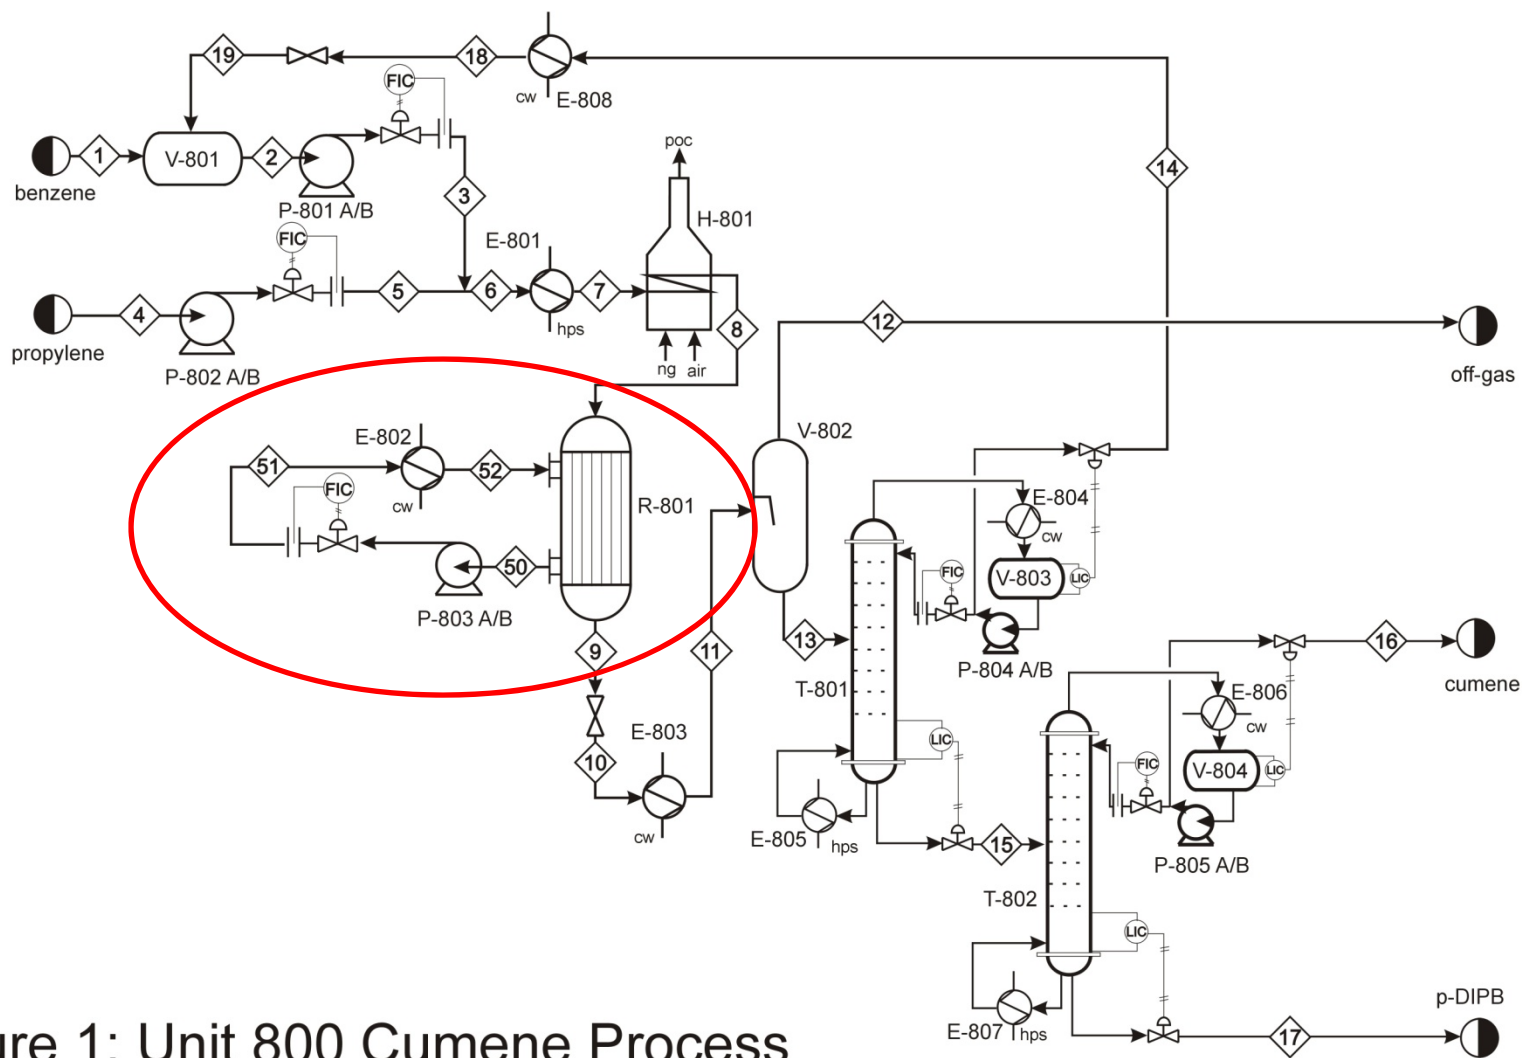 19
18
cw
E-808
FIC
1
V-801
2
benzene
P-801 A/B
3
poc
H-801
14
FIC
E-801
4
5
6
7
hps
8
12
propylene
P-802 A/B
ng
air
off-gas
E-802
51
52
cw
FIC
R-801
50
P-803 A/B
V-802
E-804
cw
V-803
LIC
FIC
P-804 A/B
9
11
13
T-801
16
cumene
10
E-803
cw
LIC
E-806
cw
V-804
LIC
FIC
E-805
hps
15
P-805 A/B
T-802
LIC
E-807
hps
17
p-DIPB
ure 1: Unit 800 Cumene Process